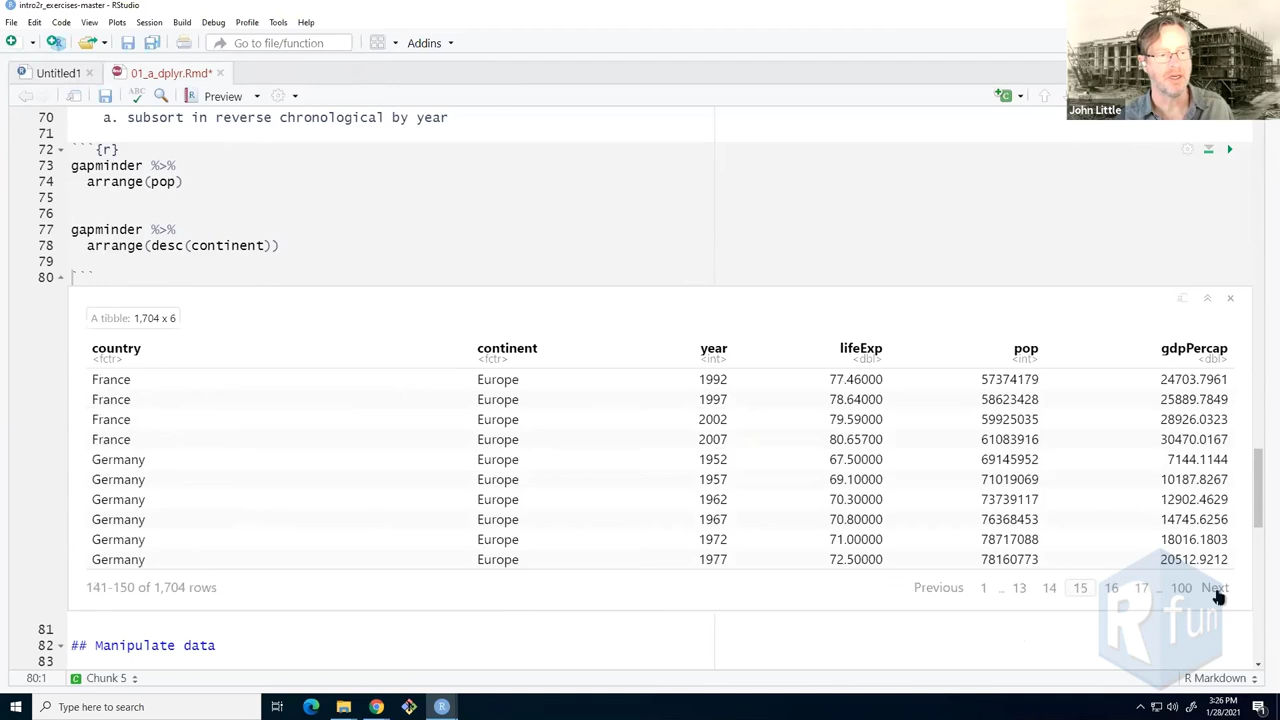 intro2r_exercises-master - RStudio
File Edit Code View Plots Session Build Debug Profile Tools Help
Go to file/function Addins
Untitled1 01_a_dplyr.Rmd*
ABC Preview
John Little
70 a. subsort in reverse chronological by year
71
72 ```{r}
73 gapminder %>%
74 arrange(pop)
75
76
77 gapminder %>%
78 arrange(desc(continent))
79
80 ```
A tibble: 1,704 x 6
country continent year lifeExp pop gdpPercap
<fctr> <fctr> <int> <dbl> <int> <dbl>
France Europe 1992 77.46000 57374179 24703.7961
France Europe 1997 78.64000 58623428 25889.7849
France Europe 2002 79.59000 59925035 28926.0323
France Europe 2007 80.65700 61083916 30470.0167
Germany Europe 1952 67.50000 69145952 7144.1144
Germany Europe 1957 69.10000 71019069 10187.8267
Germany Europe 1962 70.30000 73739117 12902.4629
Germany Europe 1967 70.80000 76368453 14745.6256
Germany Europe 1972 71.00000 78717088 18016.1803
Germany Europe 1977 72.50000 78160773 20512.9212
141-150 of 1,704 rows Previous 1 ... 13 14 15 16 17 ... 100 Next
R fun
81
82 ## Manipulate data
83
80:1 C Chunk 5 R Markdown
Type here to search
3:26 PM
1/28/2021